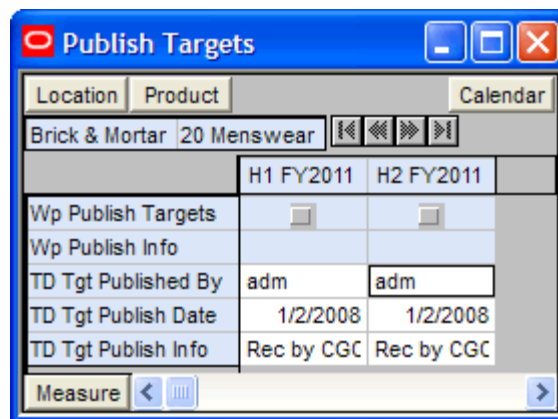 Publish Targets
Location Product Calendar
Brick & Mortar 20 Menswear
H1 FY2011 H2 FY2011
Wp Publish Targets
Wp Publish Info
TD Tgt Published By adm adm
TD Tgt Publish Date 1/2/2008 1/2/2008
TD Tgt Publish Info Rec by CGC Rec by CGC
Measure